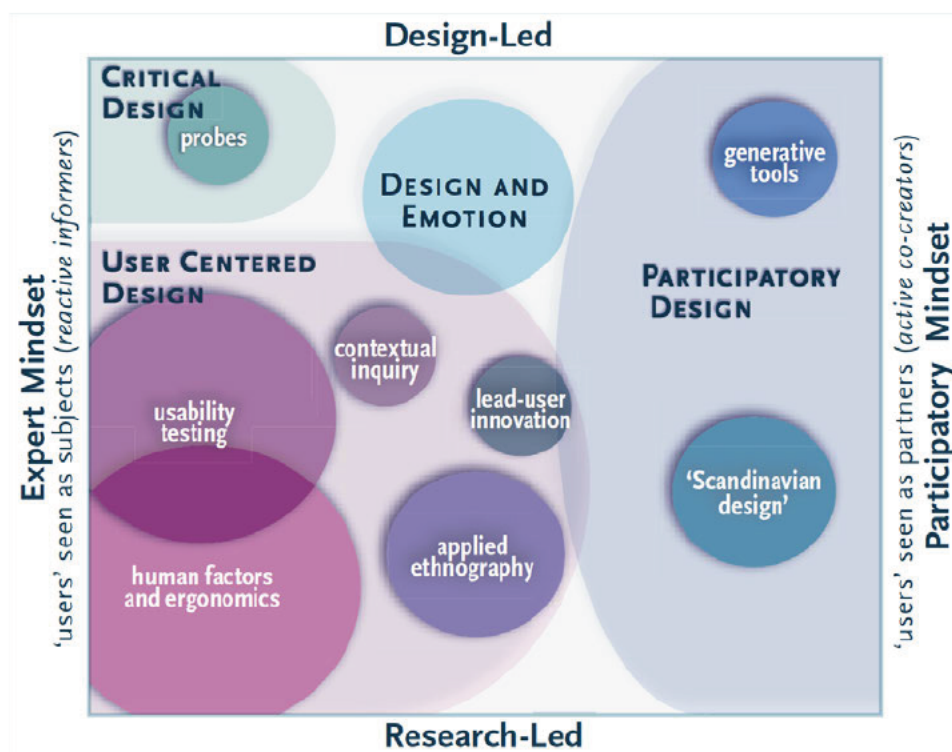 Design-Led
CRITICAL
DESIGN
probes
DESIGN AND
EMOTION
generative
tools
USER CENTERED
DESIGN
PARTICIPATORY
DESIGN
contextual
inquiry
lead-user
innovation
usability
testing
'Scandinavian
design'
applied
ethnography
human factors
and ergonomics
Expert Mindset
'users' seen as subjects (reactive informers)
'users' seen as partners (active co-creators)
Participatory Mindset
Research-Led